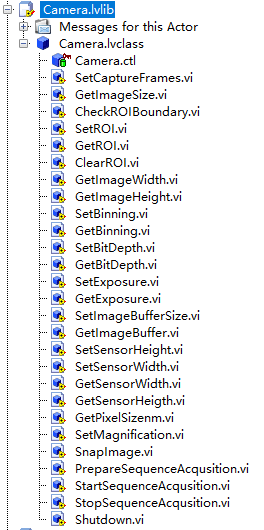 Camera.lvlib
Messages for this Actor
Camera.lvclass
Camera.ctl
SetCaptureFrames.vi
GetImageSize.vi
CheckROIBoundary.vi
SetROI.vi
GetROI.vi
ClearROI.vi
GetImageWidth.vi
GetImageHeight.vi
SetBinning.vi
GetBinning.vi
SetBitDepth.vi
GetBitDepth.vi
SetExposure.vi
GetExposure.vi
SetImageBufferSize.vi
GetImageBuffer.vi
SetSensorHeight.vi
SetSensorWidth.vi
GetSensorWidth.vi
GetSensorHeigth.vi
GetPixelSizenm.vi
SetMagnification.vi
SnapImage.vi
PrepareSequenceAcqusition.vi
StartSequenceAcqusition.vi
StopSequenceAcqusition.vi
Shutdown.vi